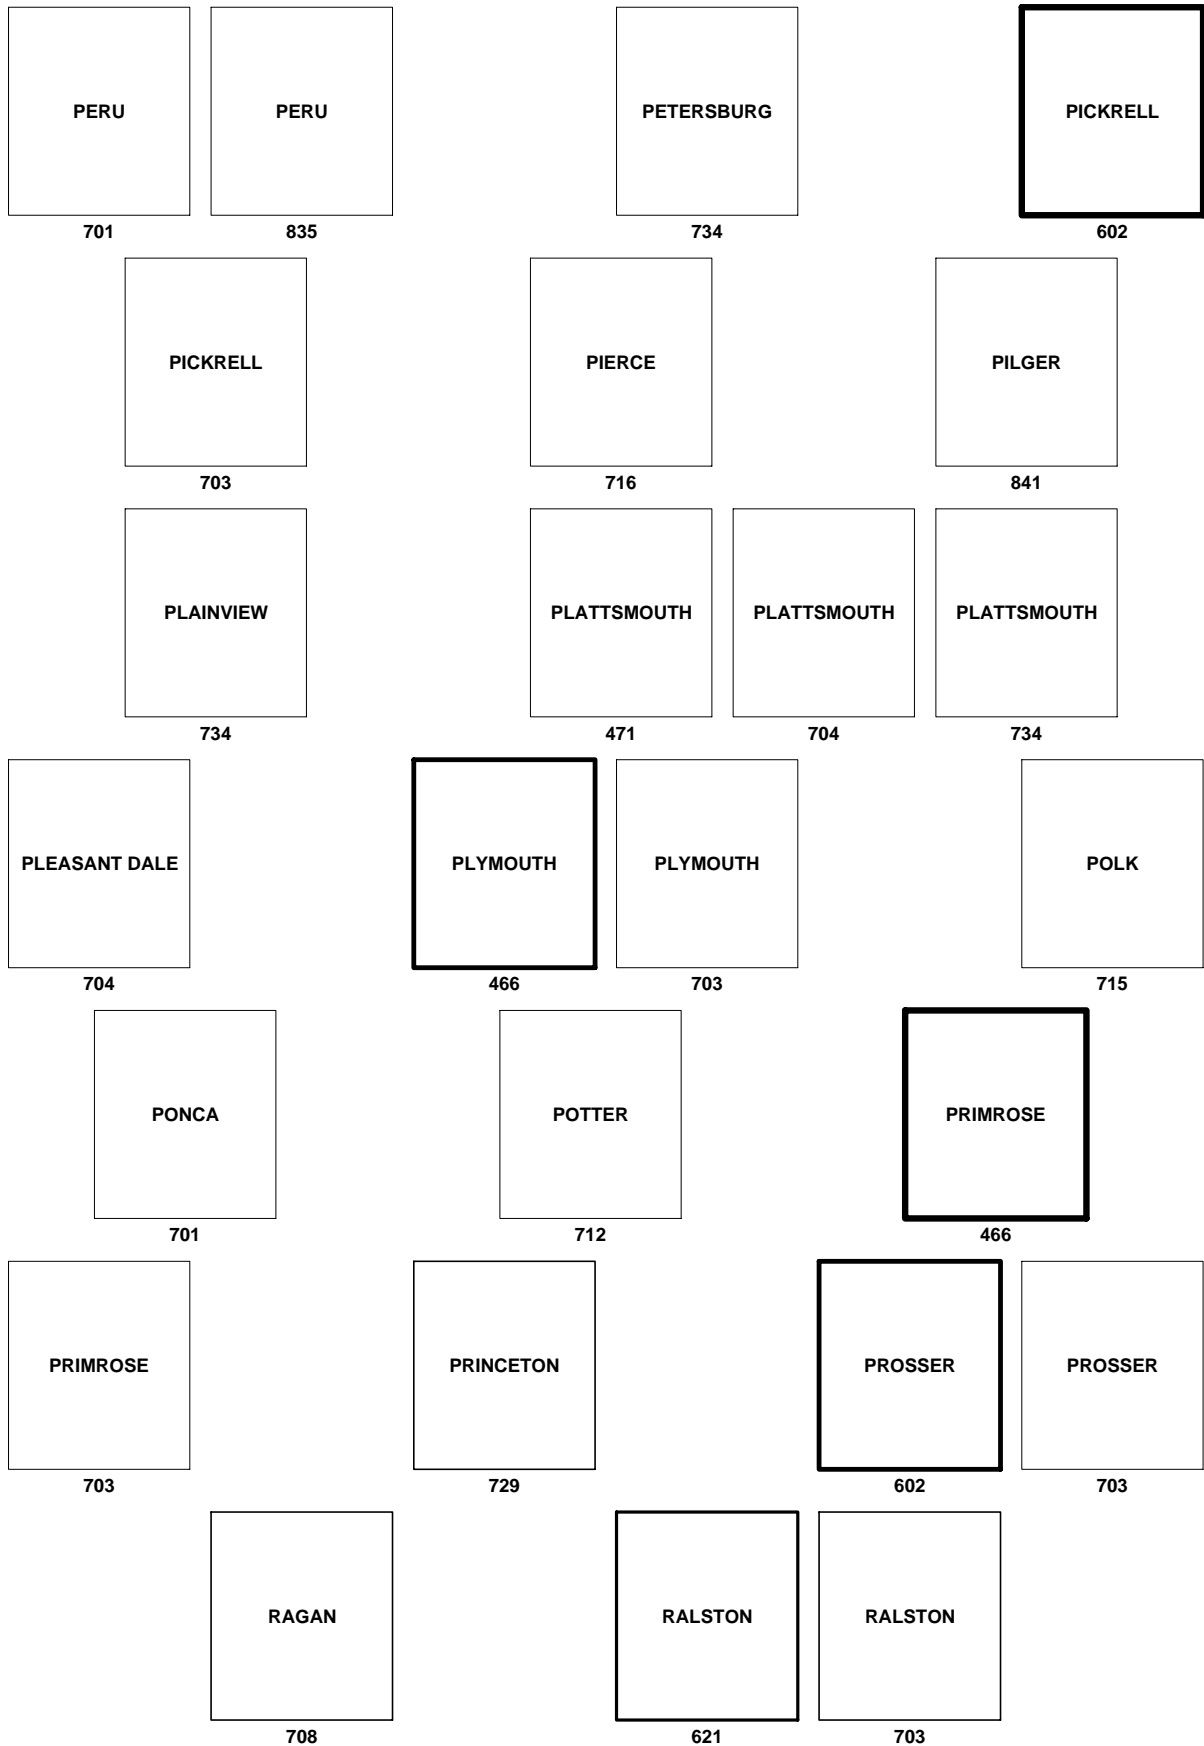 PERU PERU PETERSBURG PICKRELL
701 835 734 602
PICKRELL PIERCE PILGER
703 716 841
PLAINVIEW PLATTSMOUTH PLATTSMOUTH PLATTSMOUTH
734 471 704 734
PLEASANT DALE PLYMOUTH PLYMOUTH POLK
704 466 703 715
PONCA POTTER PRIMROSE
701 712 466
PRIMROSE PRINCETON PROSSER PROSSER
703 729 602 703
RAGAN RALSTON RALSTON
708 621 703